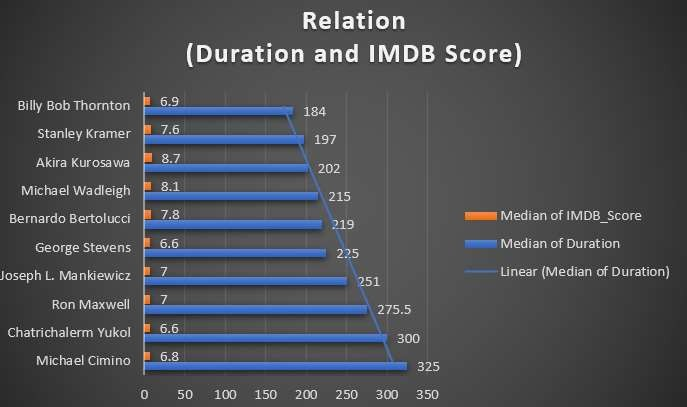 Relation
(Duration and IMDB Score)
Billy Bob Thornton 6.9 184
Stanley Kramer 7.6 197
Akira Kurosawa 8.7 202
Michael Wadleigh 8.1 215
Bernardo Bertolucci 7.8 219
George Stevens 6.6 225
Joseph L. Mankiewicz 7 251
Ron Maxwell 7 275.5
Chatrichalerm Yukol 6.6 300
Michael Cimino 6.8 325
0 50 100 150 200 250 300 350
Median of IMDB_Score
Median of Duration
Linear (Median of Duration)